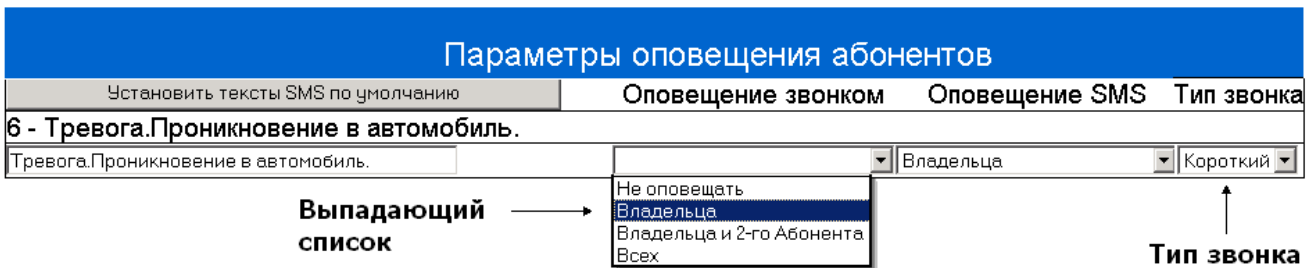 Параметры оповещения абонентов
Установить тексты SMS по умолчанию Оповещение звонком Оповещение SMS Тип звонка
6 - Тревога.Проникновение в автомобиль.
Тревога.Проникновение в автомобиль. Владельца Короткий
Не оповещать
Владельца
Владельца и 2-го Абонента
Всех
Выпадающий
список
Тип звонка